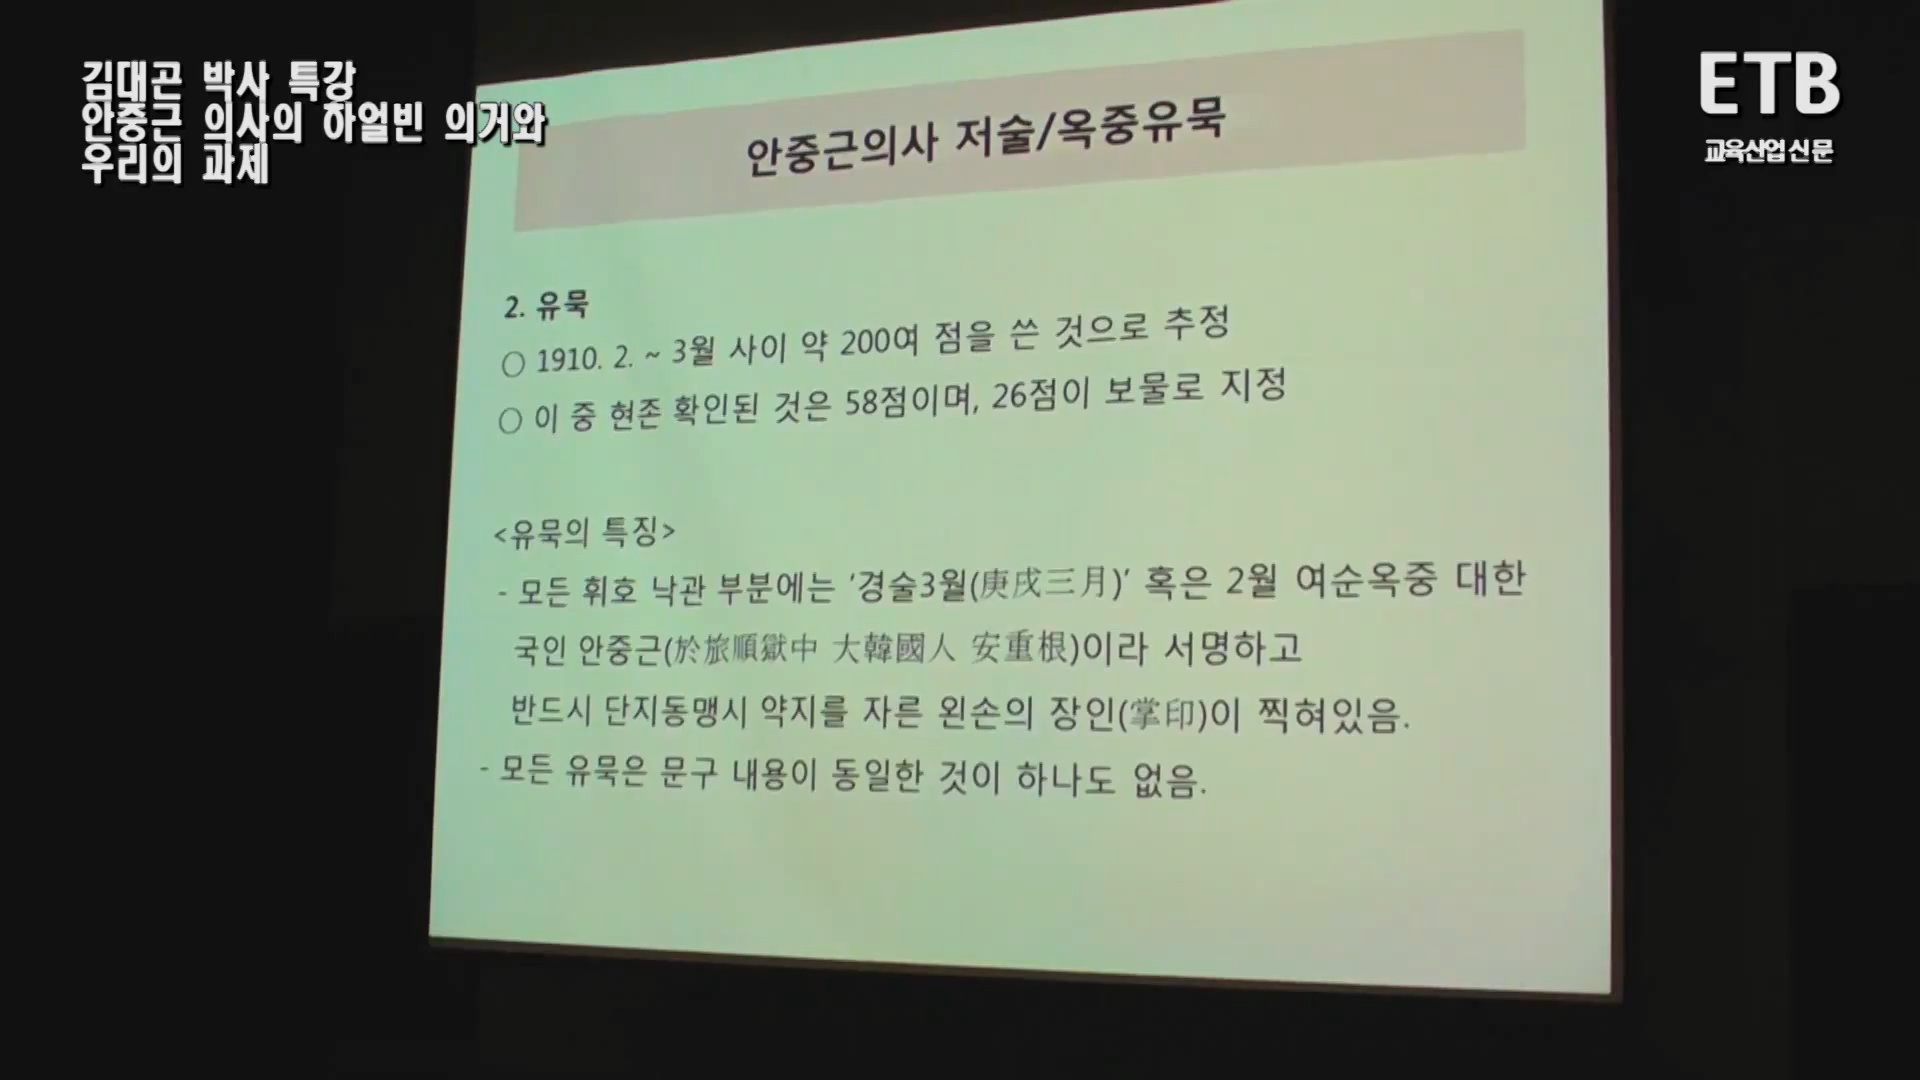 김대곤 박사 특강
안중근 의사의 하얼빈 의거와
우리의 과제
ETB
교육산업신문
안중근의사 저술/옥중유묵
2. 유묵
○ 1910. 2. ~ 3월 사이 약 200여 점을 쓴 것으로 추정
○ 이 중 현존 확인된 것은 58점이며, 26점이 보물로 지정
<유묵의 특징>
- 모든 휘호 낙관 부분에는 '경술3월(庚戌三月)' 혹은 2월 여순옥중 대한
국인 안중근(於旅順獄中 大韓國人 安重根)이라 서명하고
반드시 단지동맹시 약지를 자른 왼손의 장인(掌印)이 찍혀있음.
- 모든 유묵은 문구 내용이 동일한 것이 하나도 없음.